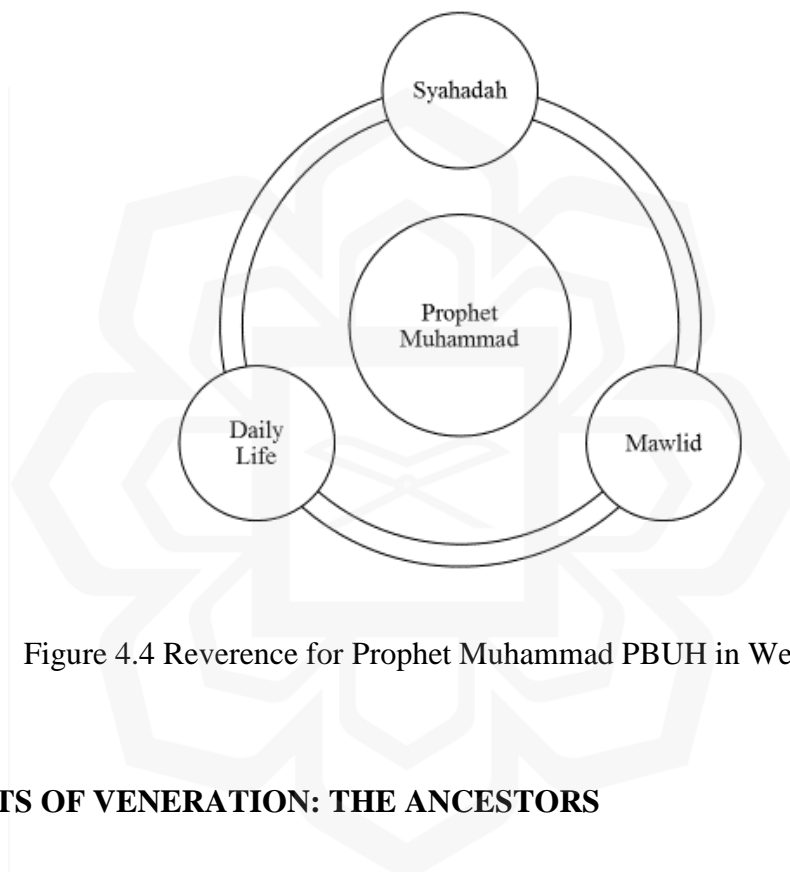 Syahadah
Prophet
Muhammad
Daily
Life
Mawlid
Figure 4.4 Reverence for Prophet Muhammad PBUH in We
TS OF VENERATION: THE ANCESTORS